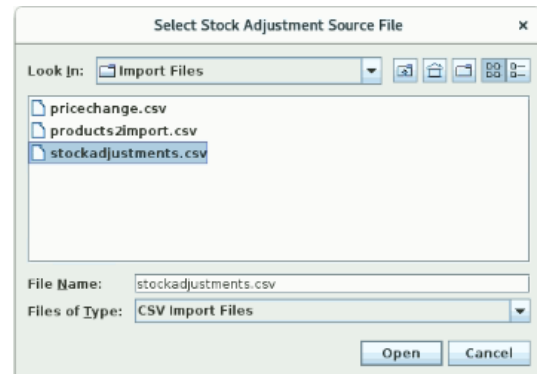 Select Stock Adjustment Source File ×
Look In: Import Files
pricechange.csv
products2import.csv
stockadjustments.csv
File Name: stockadjustments.csv
Files of Type: CSV Import Files
Open Cancel